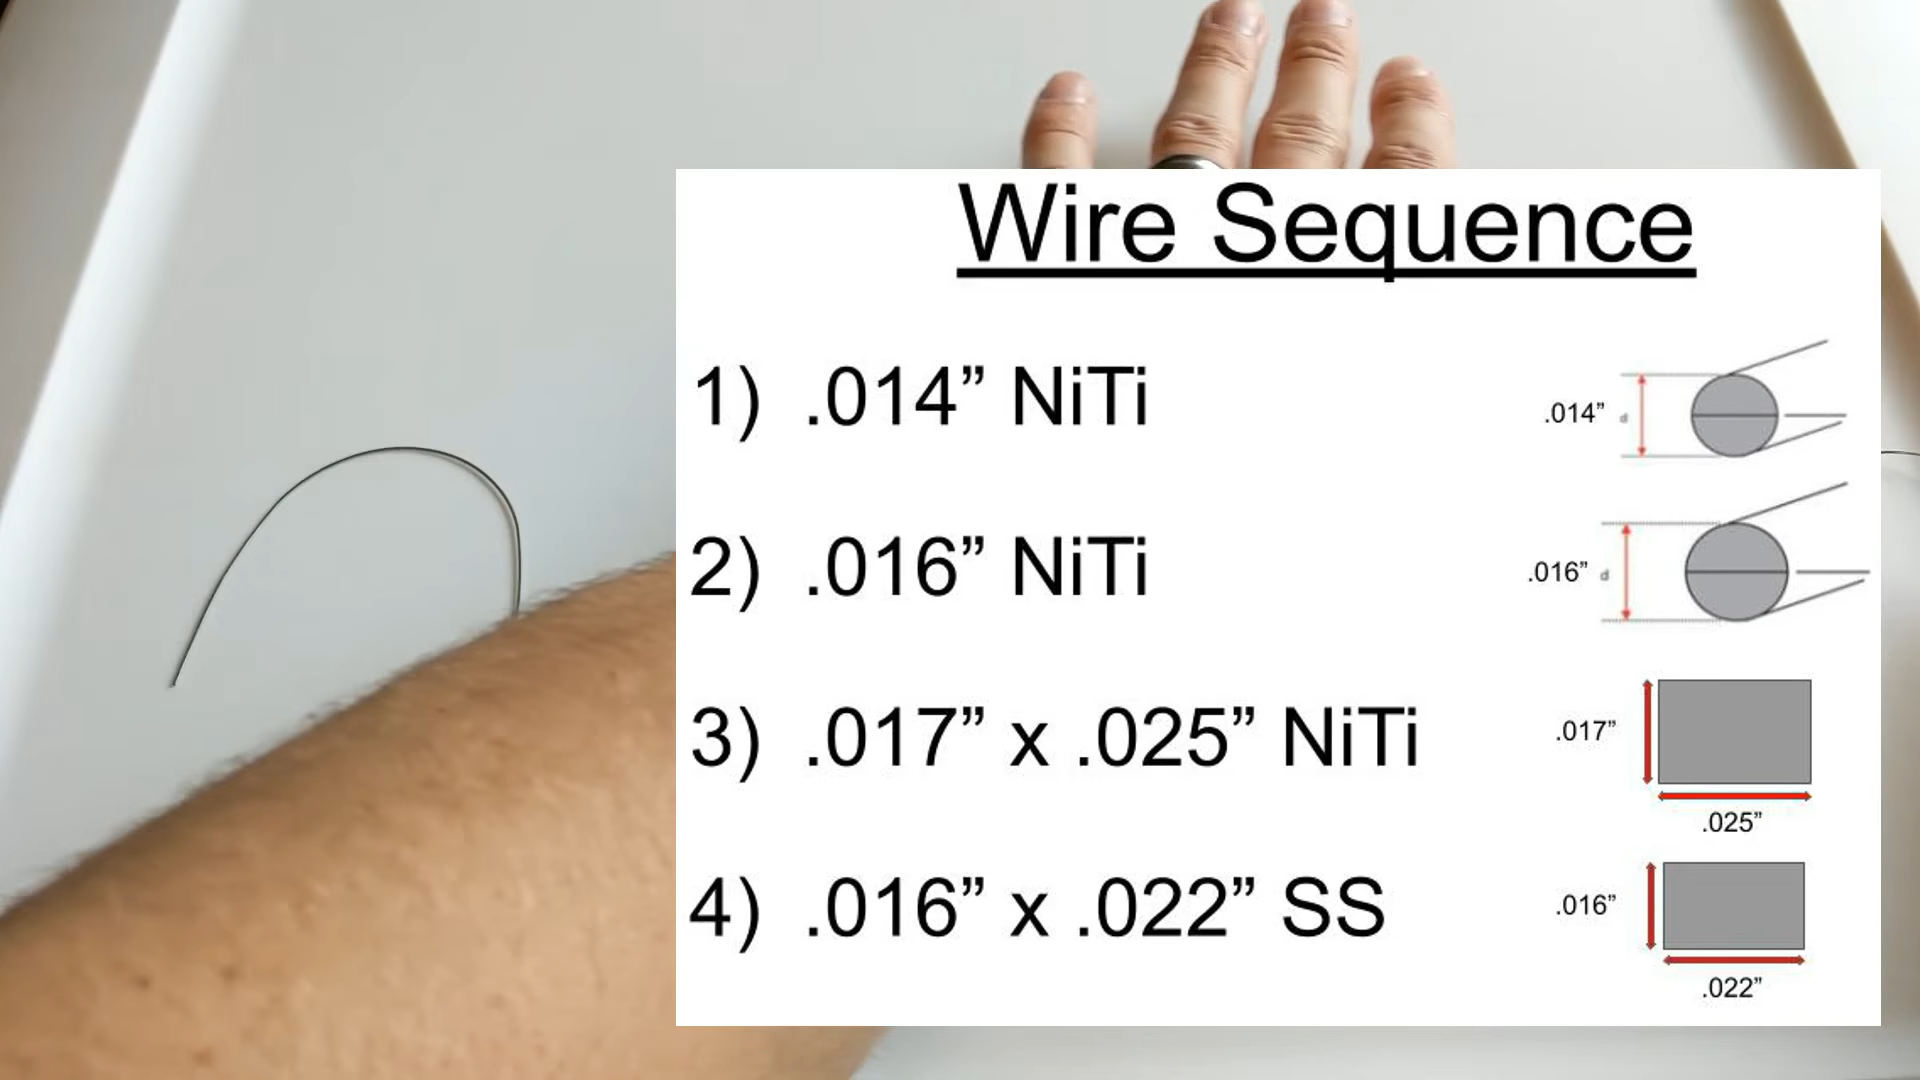 Wire Sequence
1) .014” NiTi
.014” d
2) .016” NiTi
.016” d
3) .017” x .025” NiTi
.017”
.025”
4) .016” x .022” SS
.016”
.022”